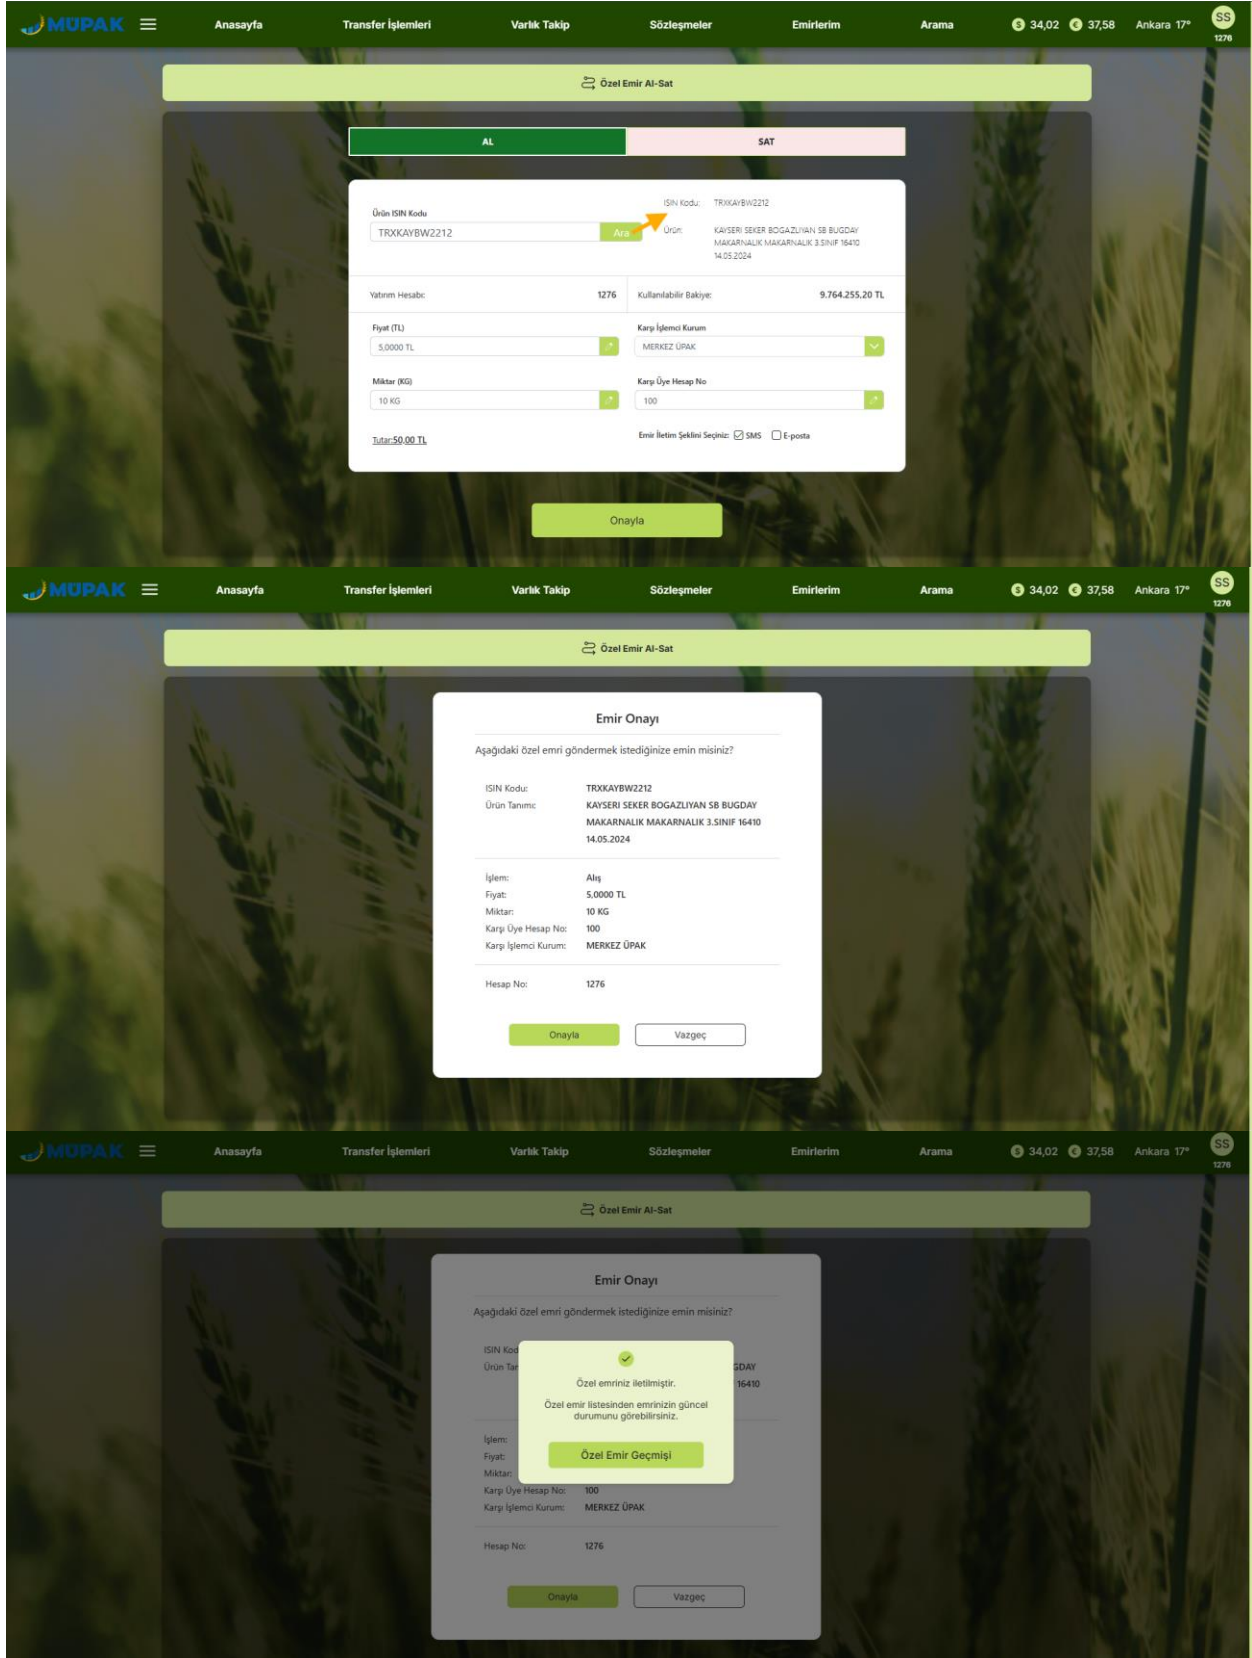 MÜPAK Anasayfa Transfer İşlemleri Varlık Takip Sözleşmeler Emirlerim Arama $ 34,02 € 37,58 Ankara 17° SS
1276
Özel Emir Al-Sat
AL SAT
ISIN Kodu: TRXKAYBW2212
Ürün ISIN Kodu
TRXKAYBW2212 Ara
Ürün: KAYSERI SEKER BOGAZLIYAN SB BUGDAY
MAKARNALIK MAKARNALIK 3.SINIF 16410
14.05.2024
Yatırım Hesabı: 1276 Kullanılabilir Bakiye: 9.764.255,20 TL
Fiyat (TL) Karşı İşlemci Kurum
5,0000 TL MERKEZ ÜPAK
Miktar (KG) Karşı Üye Hesap No
10 KG 100
Tutar:50,00 TL Emir İletim Şeklini Seçiniz: SMS E-posta
Onayla
MÜPAK Anasayfa Transfer İşlemleri Varlık Takip Sözleşmeler Emirlerim Arama $ 34,02 € 37,58 Ankara 17° SS
1276
Özel Emir Al-Sat
Emir Onayı
Aşağıdaki özel emri göndermek istediğinize emin misiniz?
ISIN Kodu: TRXKAYBW2212
Ürün Tanımı: KAYSERI SEKER BOGAZLIYAN SB BUGDAY
MAKARNALIK MAKARNALIK 3.SINIF 16410
14.05.2024
İşlem: Alış
Fiyat: 5,0000 TL
Miktar: 10 KG
Karşı Üye Hesap No: 100
Karşı İşlemci Kurum: MERKEZ ÜPAK
Hesap No: 1276
Onayla Vazgeç
MÜPAK Anasayfa Transfer İşlemleri Varlık Takip Sözleşmeler Emirlerim Arama $ 34,02 € 37,58 Ankara 17° SS
1276
Özel Emir Al-Sat
Emir Onayı
Aşağıdaki özel emri göndermek istediğinize emin misiniz?
ISIN Kod
Ürün Tan GDAY
16410
Özel emriniz iletilmiştir.
Özel emir listesinden emrinizin güncel
durumunu görebilirsiniz.
Özel Emir Geçmişi
İşlem:
Fiyat:
Miktar:
Karşı Üye Hesap No: 100
Karşı İşlemci Kurum: MERKEZ ÜPAK
Hesap No: 1276
Onayla Vazgeç